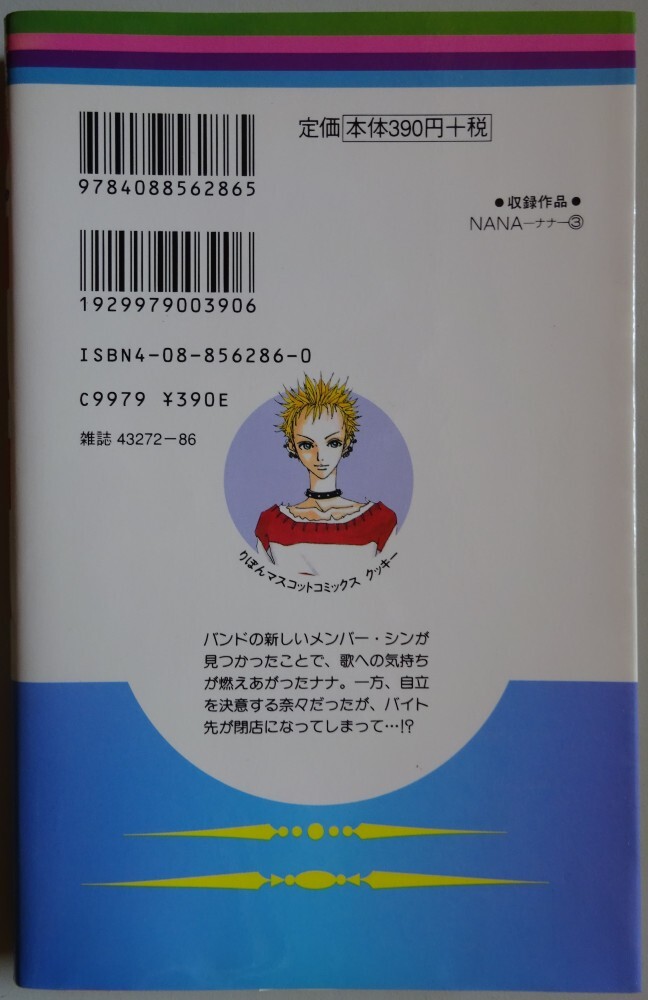 定価本体390円+税
9784088562865
●収録作品●
NANA—ナナ—③
1929979003906
ISBN4-08-856286-0
C9979 ¥390E
雑誌 43272-86
りぼんマスコットコミックス クッキー
バンドの新しいメンバー・シンが
見つかったことで、歌への気持ち
が燃えあがったナナ。一方、自立
を決意する奈々だったが、バイト
先が閉店になってしまって…!?